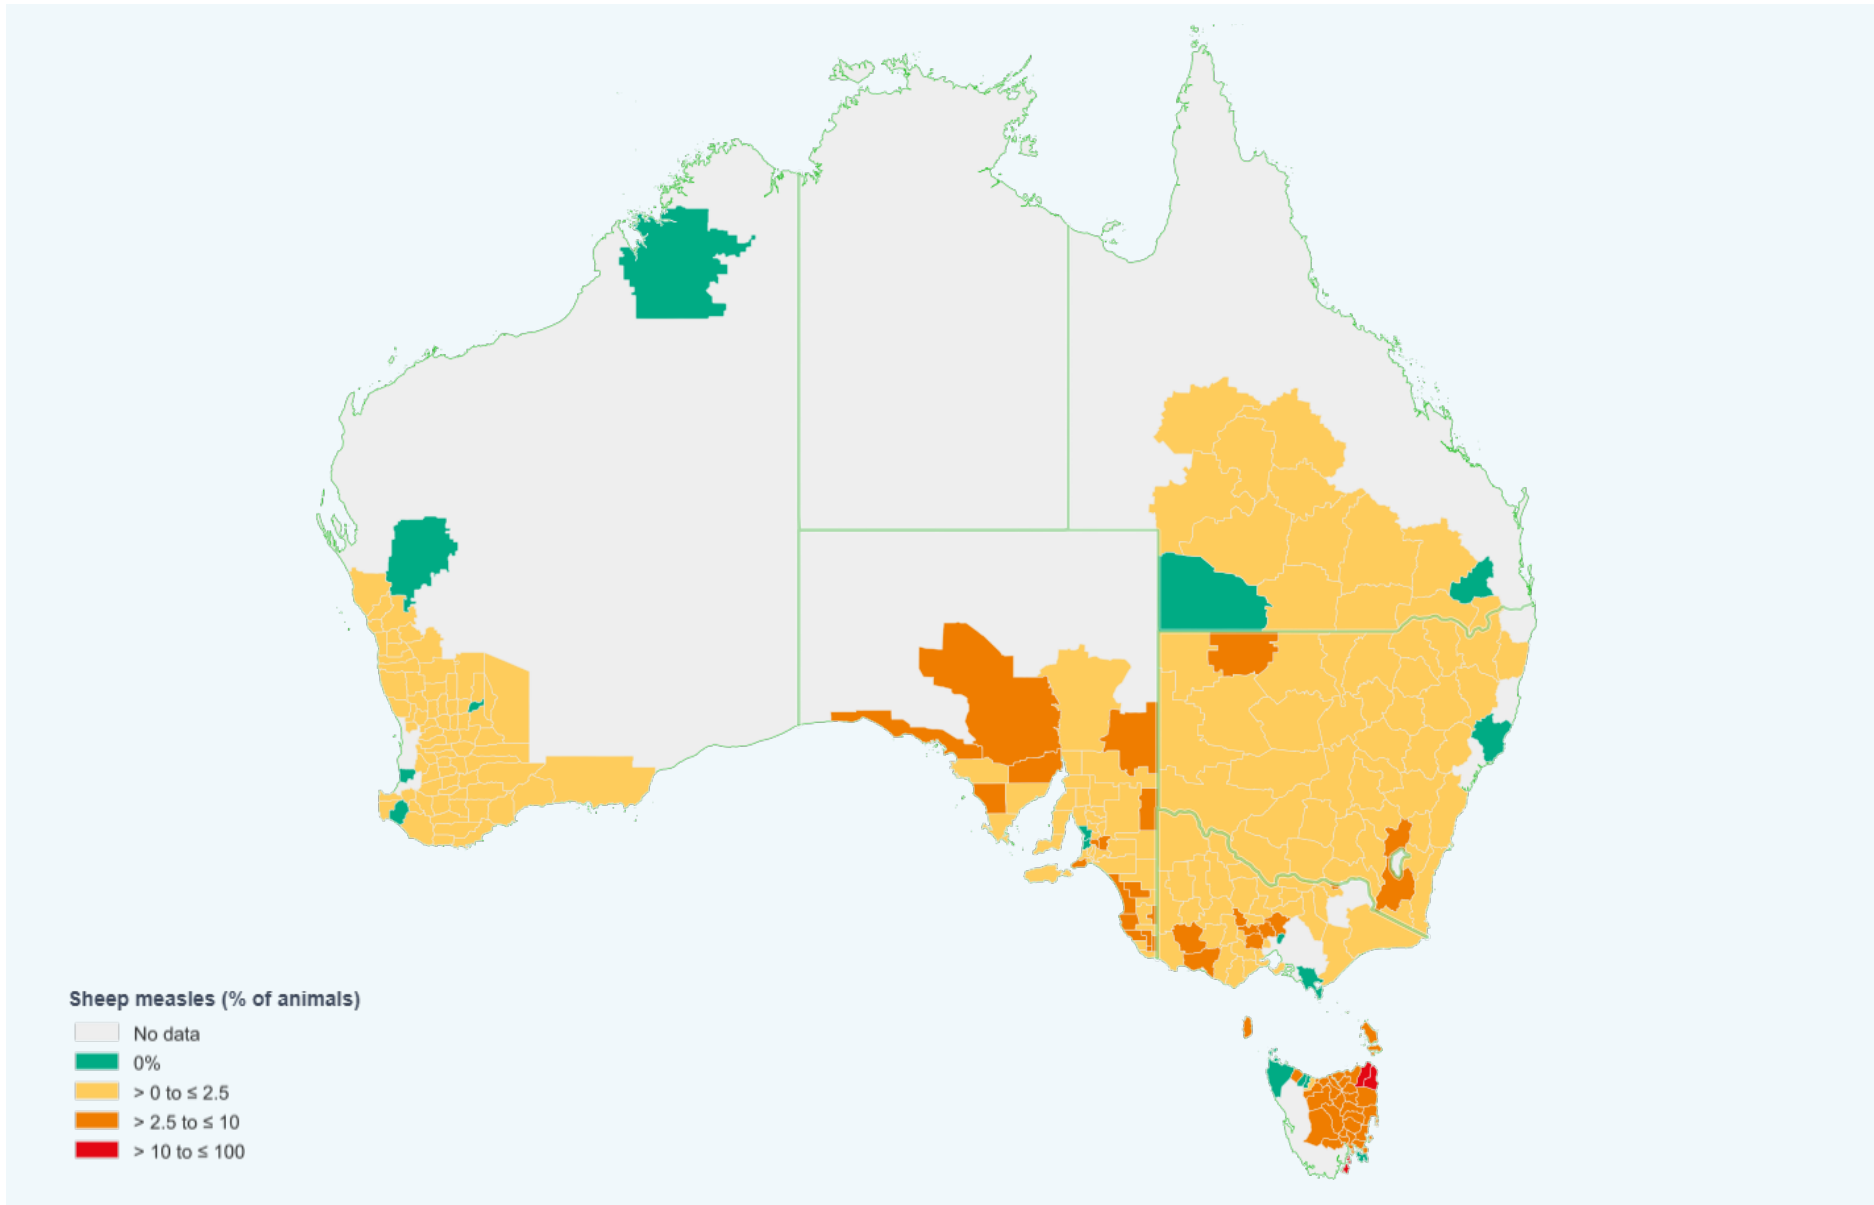 Sheep measles (% of animals)
No data
0%
> 0 to ≤ 2.5
> 2.5 to ≤ 10
> 10 to ≤ 100